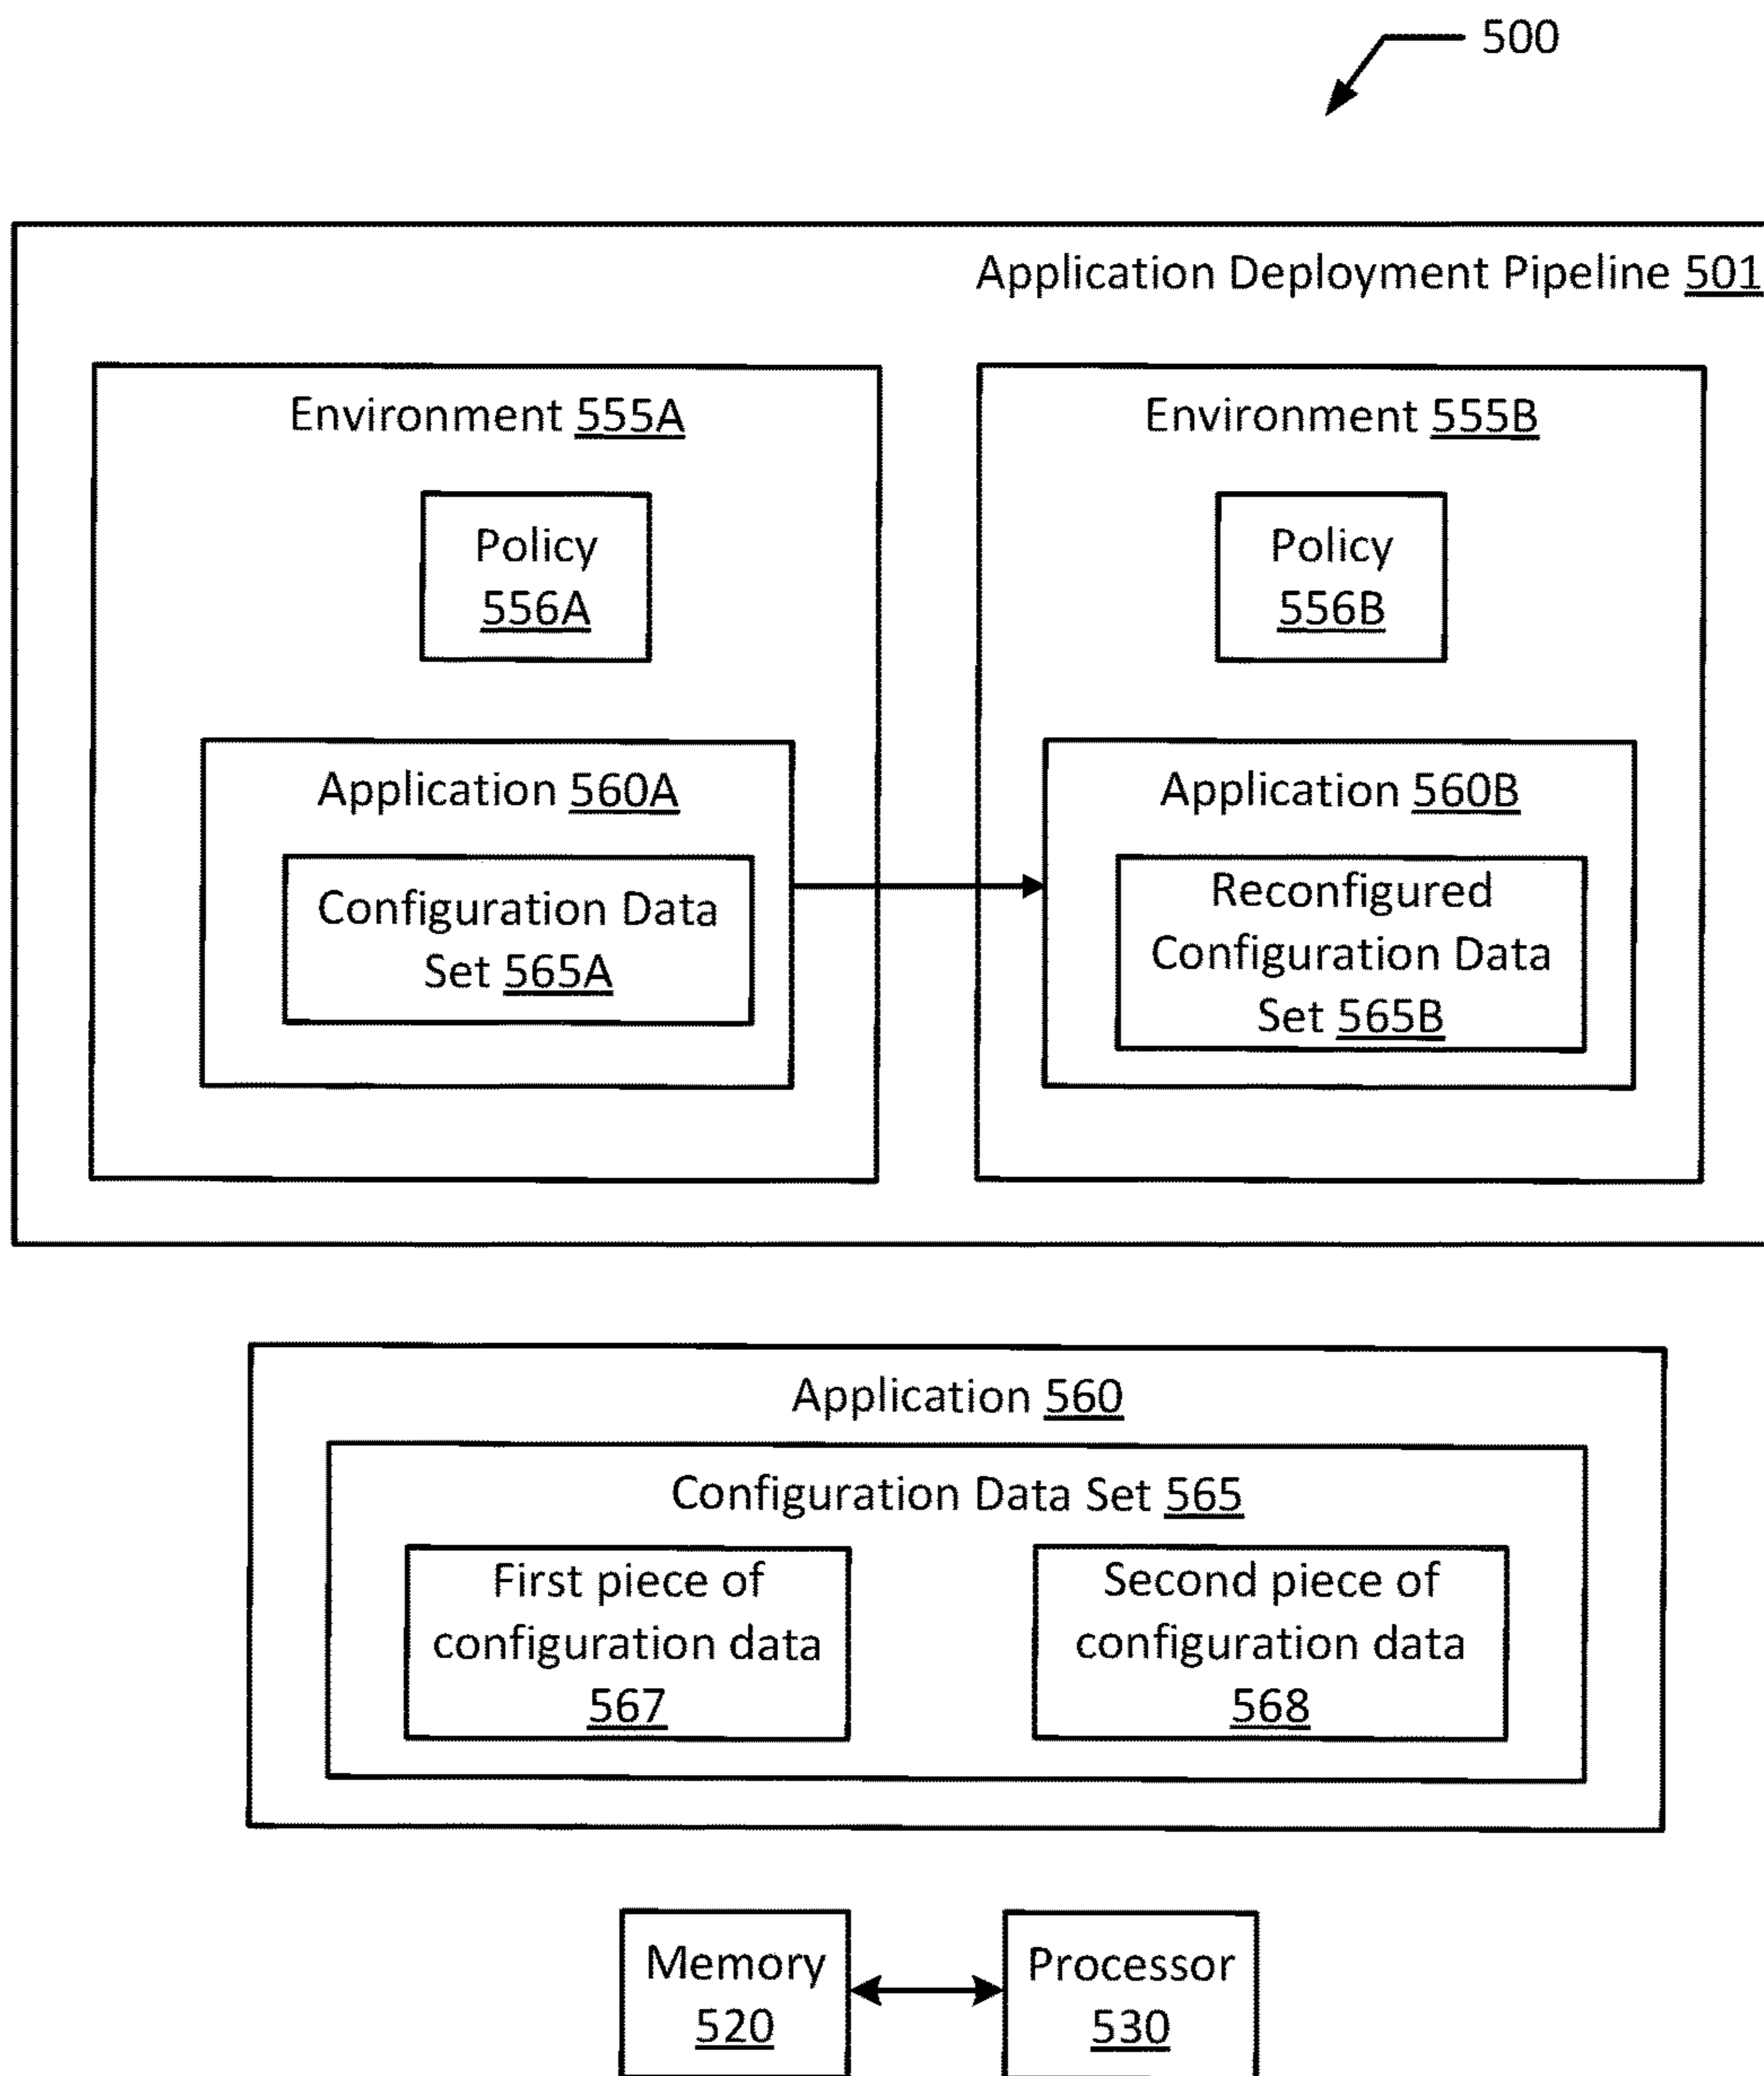 500
Application Deployment Pipeline 501
Environment 555A
Policy
556A
Application 560A
Configuration Data
Set 565A
Environment 555B
Policy
556B
Application 560B
Reconfigured
Configuration Data
Set 565B
Application 560
Configuration Data Set 565
First piece of
configuration data
567
Second piece of
configuration data
568
Memory
520
Processor
530